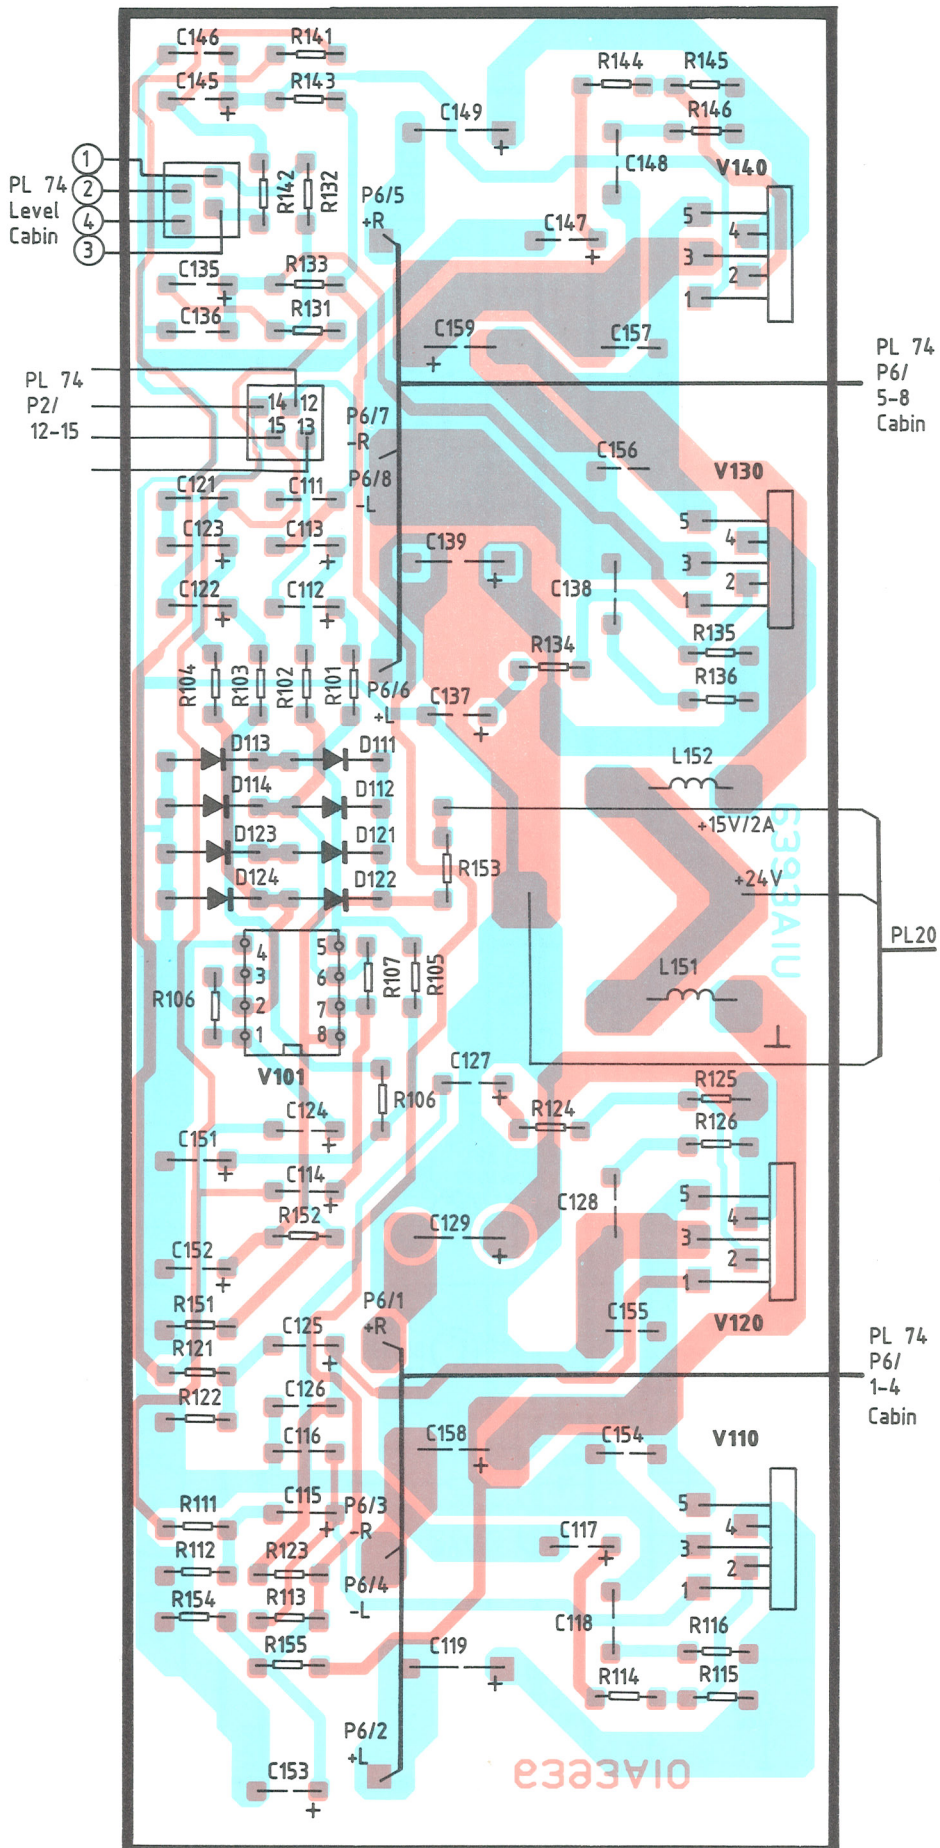 C146
R141
C145
R143
+
C149
+
R144
R145
R146
C148
V140
1
2
4
3
PL 74
Level
Cabin
R142
R132
P6/5
+R
C147
+
5
4
3
2
1
C135
+
R133
C136
R131
C159
+
C157
PL 74
P6/
5-8
Cabin
PL 74
P2/
12-15
14
12
15
13
P6/7
-R
P6/8
-L
C156
V130
C121
C111
C123
+
C113
+
C139
+
C138
5
4
3
2
1
C122
+
C112
+
R104
R103
R102
R101
R134
R135
R136
P6/6
+L
C137
+
D113
D111
L152
D114
D112
+15V/2A
D123
D121
R153
D124
D122
+24V
PL20
UIA6393
4
5
3
6
2
7
1
8
R106
R107
R105
L151
⊥
V101
R106
C127
+
R125
R124
R126
C124
+
C151
+
C114
+
R152
C128
C129
+
5
4
3
2
1
C152
+
R151
P6/1
+R
C155
V120
C125
+
R121
R122
C126
PL 74
P6/
1-4
Cabin
C116
C158
+
C154
V110
C115
+
R111
P6/3
-R
C117
+
5
4
3
2
1
R112
R123
P6/4
-L
R154
R113
C118
R116
R155
C119
+
R114
R115
P6/2
+L
OIA3663
C153
+